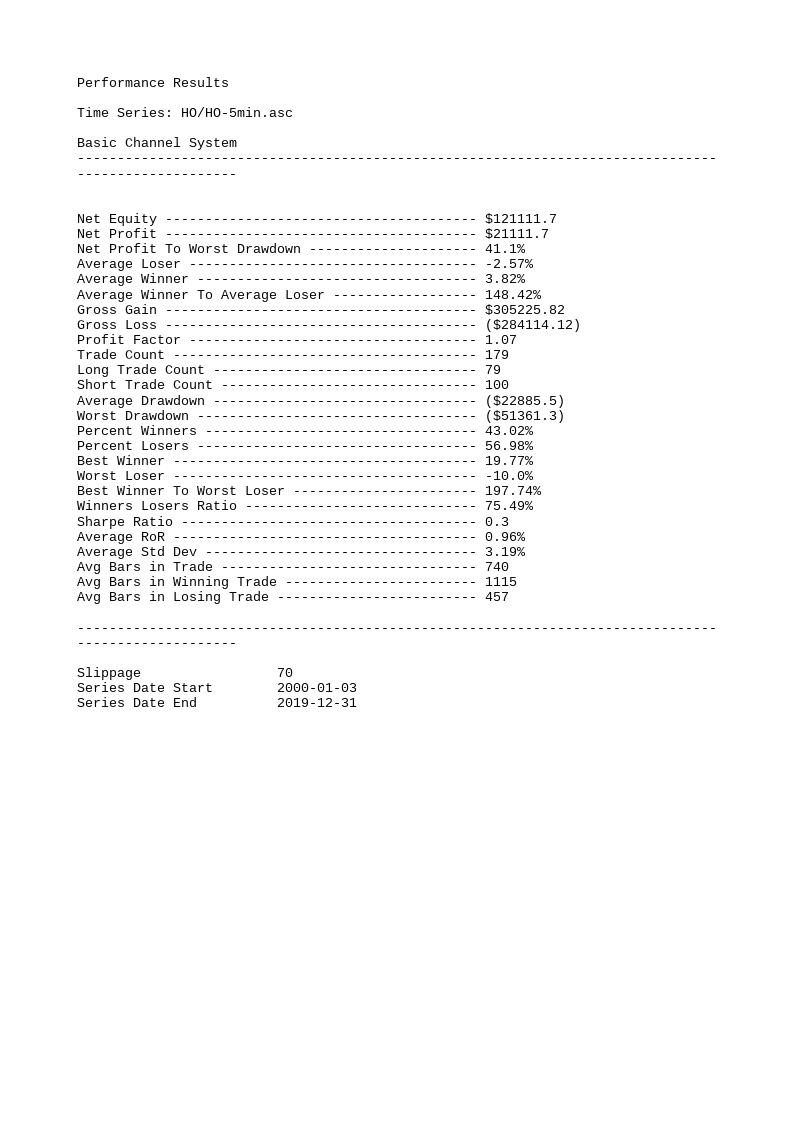 Performance Results
Time Series: HO/HO-5min.asc
Basic Channel System
--------------------------------------------------------------------------------
--------------------
Net Equity --------------------------------------- $121111.7
Net Profit --------------------------------------- $21111.7
Net Profit To Worst Drawdown --------------------- 41.1%
Average Loser ------------------------------------ -2.57%
Average Winner ----------------------------------- 3.82%
Average Winner To Average Loser ------------------ 148.42%
Gross Gain --------------------------------------- $305225.82
Gross Loss --------------------------------------- ($284114.12)
Profit Factor ------------------------------------ 1.07
Trade Count -------------------------------------- 179
Long Trade Count --------------------------------- 79
Short Trade Count -------------------------------- 100
Average Drawdown --------------------------------- ($22885.5)
Worst Drawdown ----------------------------------- ($51361.3)
Percent Winners ---------------------------------- 43.02%
Percent Losers ----------------------------------- 56.98%
Best Winner -------------------------------------- 19.77%
Worst Loser -------------------------------------- -10.0%
Best Winner To Worst Loser ----------------------- 197.74%
Winners Losers Ratio ----------------------------- 75.49%
Sharpe Ratio ------------------------------------- 0.3
Average RoR -------------------------------------- 0.96%
Average Std Dev ---------------------------------- 3.19%
Avg Bars in Trade -------------------------------- 740
Avg Bars in Winning Trade ------------------------ 1115
Avg Bars in Losing Trade ------------------------- 457
--------------------------------------------------------------------------------
--------------------
Slippage                 70
Series Date Start        2000-01-03
Series Date End          2019-12-31